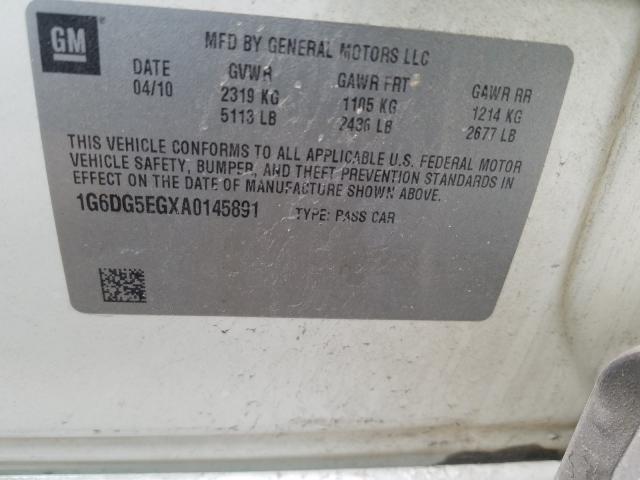 GM
MFD BY GENERAL MOTORS LLC
DATE GVWR GAWR FRT GAWR RR
04/10 2319 KG 1105 KG 1214 KG
5113 LB 2436 LB 2677 LB
THIS VEHICLE CONFORMS TO ALL APPLICABLE U.S. FEDERAL MOTOR
VEHICLE SAFETY, BUMPER, AND THEFT PREVENTION STANDARDS IN
EFFECT ON THE DATE OF MANUFACTURE SHOWN ABOVE.
1G6DG5EGXA0145891 TYPE: PASS CAR